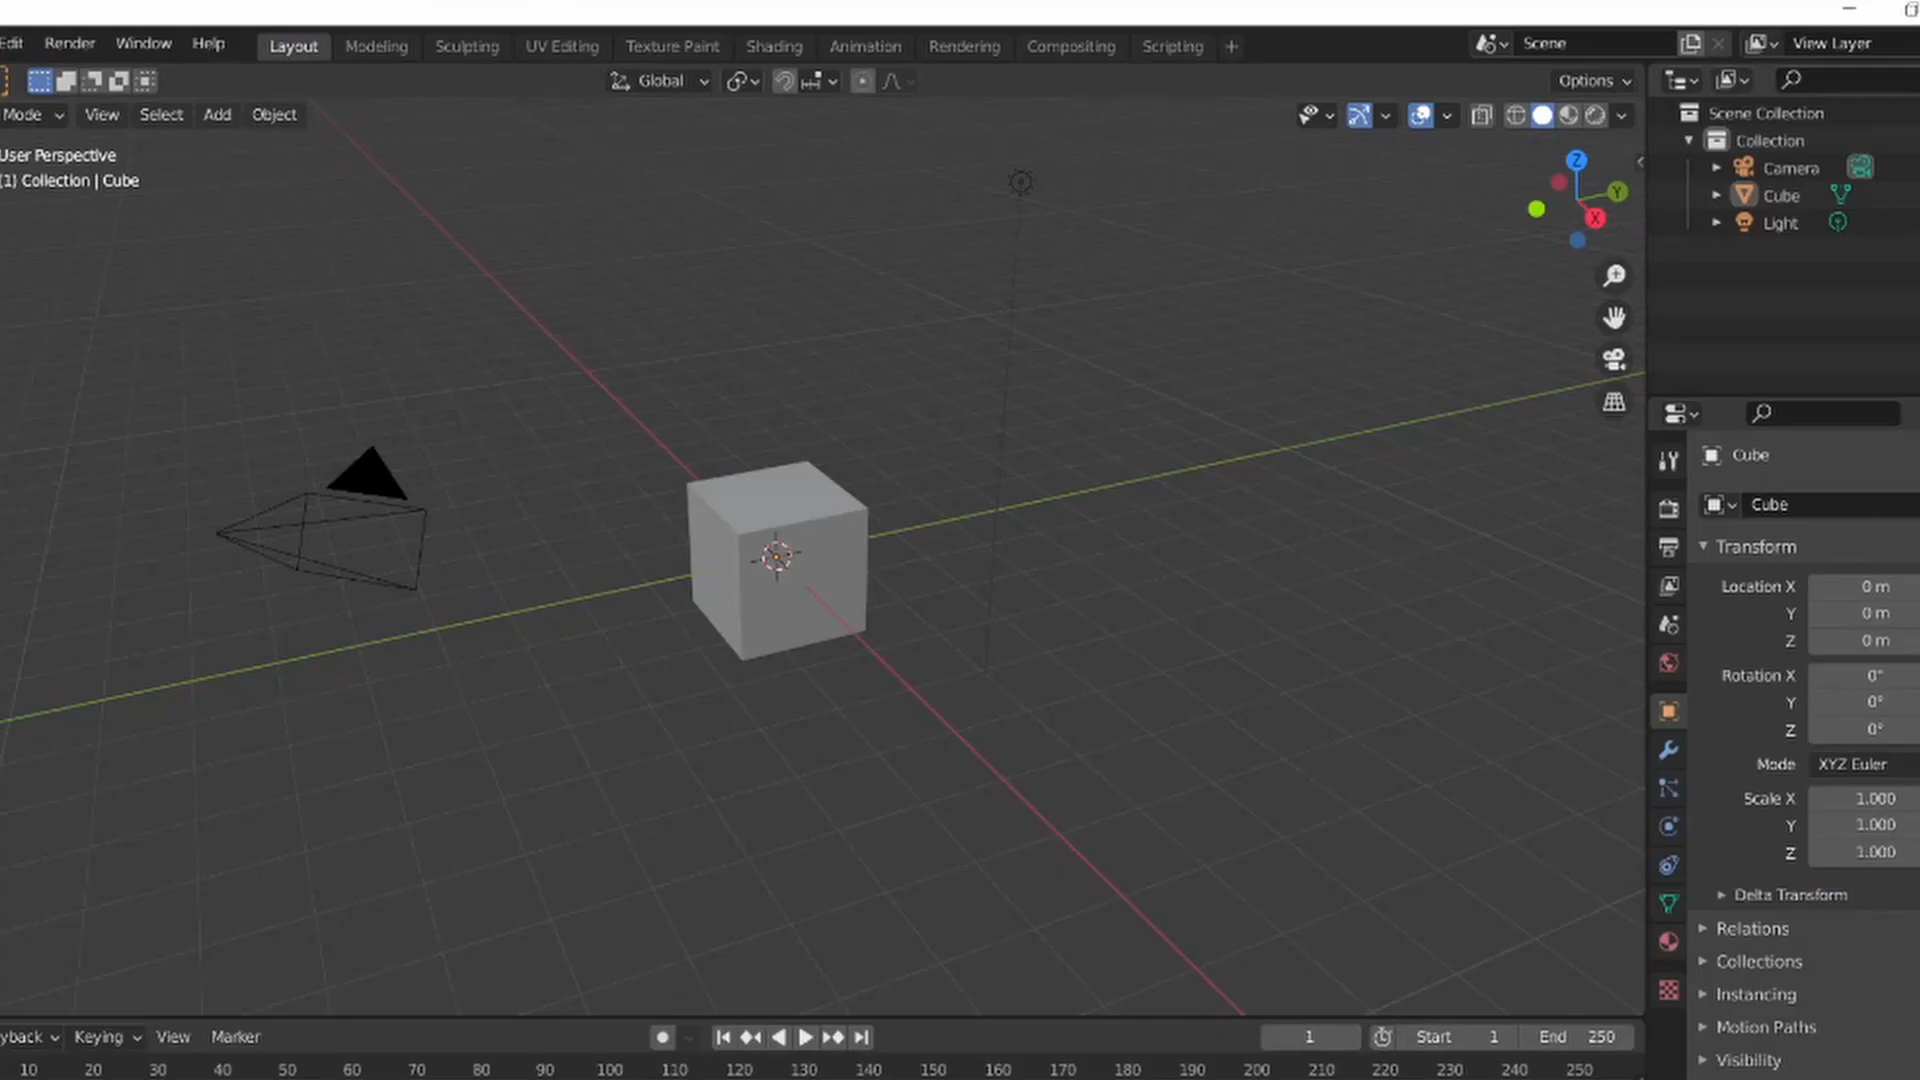 Edit Render Window Help Layout Modeling Sculpting UV Editing Texture Paint Shading Animation Rendering Compositing Scripting + Scene View Layer
Global Options
Mode View Select Add Object
User Perspective
(1) Collection | Cube
Z
Y
X
Scene Collection
Collection
Camera
Cube
Light
Cube
Cube
Transform
Location X 0 m
Y 0 m
Z 0 m
Rotation X 0°
Y 0°
Z 0°
Mode XYZ Euler
Scale X 1.000
Y 1.000
Z 1.000
Delta Transform
Relations
Collections
Instancing
Motion Paths
Visibility
yback Keying View Marker 1 Start 1 End 250
10 20 30 40 50 60 70 80 90 100 110 120 130 140 150 160 170 180 190 200 210 220 230 240 250